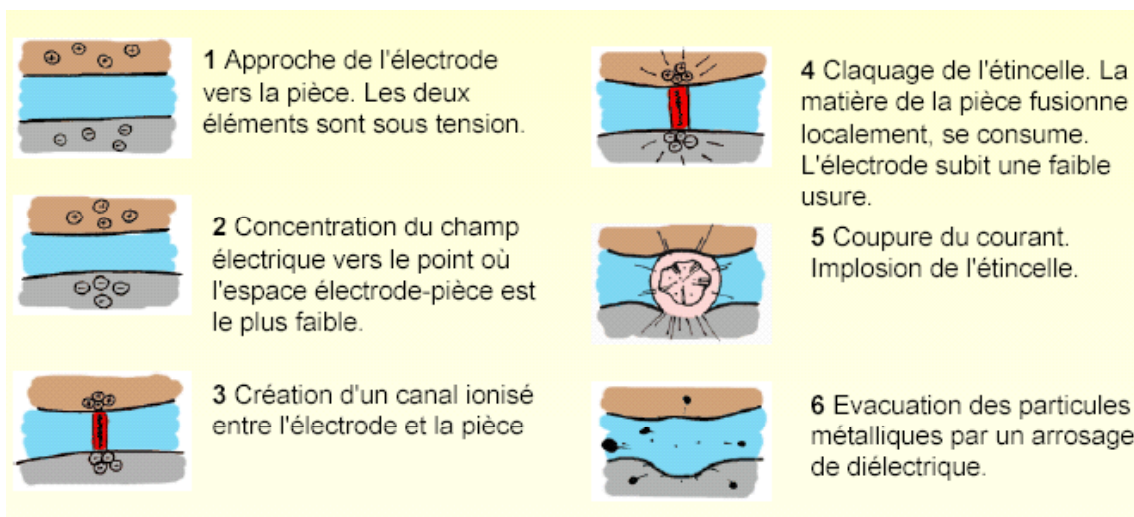 1 Approche de l'électrode
vers la pièce. Les deux
éléments sont sous tension.
2 Concentration du champ
électrique vers le point où
l'espace électrode-pièce est
le plus faible.
3 Création d'un canal ionisé
entre l'électrode et la pièce
4 Claquage de l'étincelle. La
matière de la pièce fusionne
localement, se consume.
L'électrode subit une faible
usure.
5 Coupure du courant.
Implosion de l'étincelle.
6 Evacuation des particules
métalliques par un arrosage
de diélectrique.